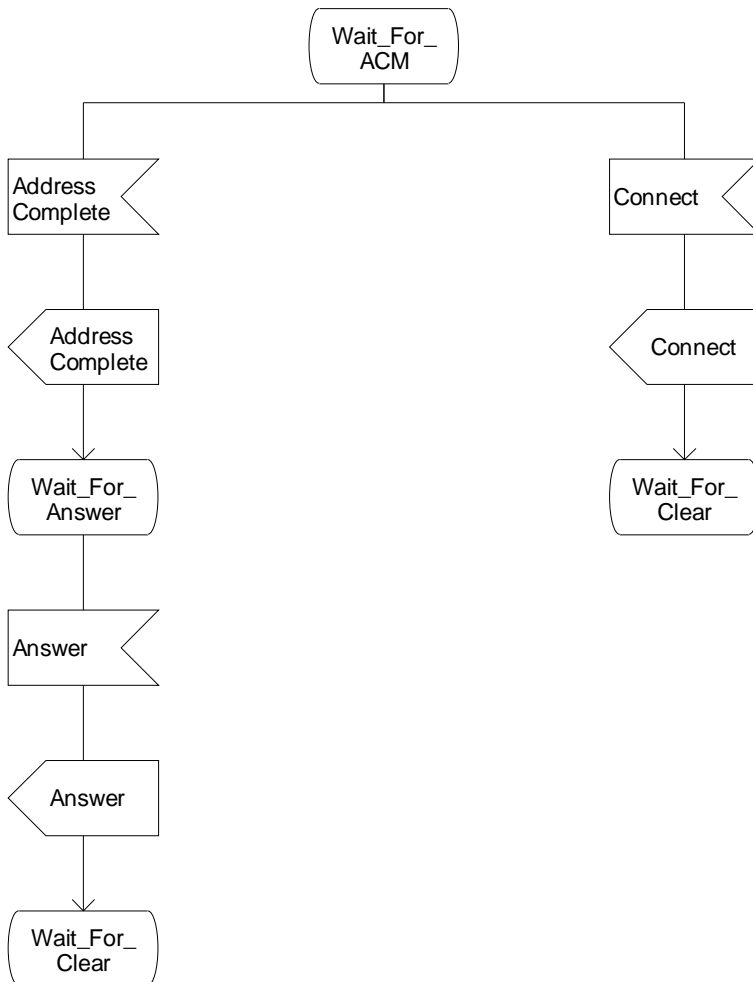 Wait_For_
ACM
Address
Complete
Connect
Address
Complete
Connect
Wait_For_
Answer
Wait_For_
Clear
Answer
Answer
Wait_For_
Clear